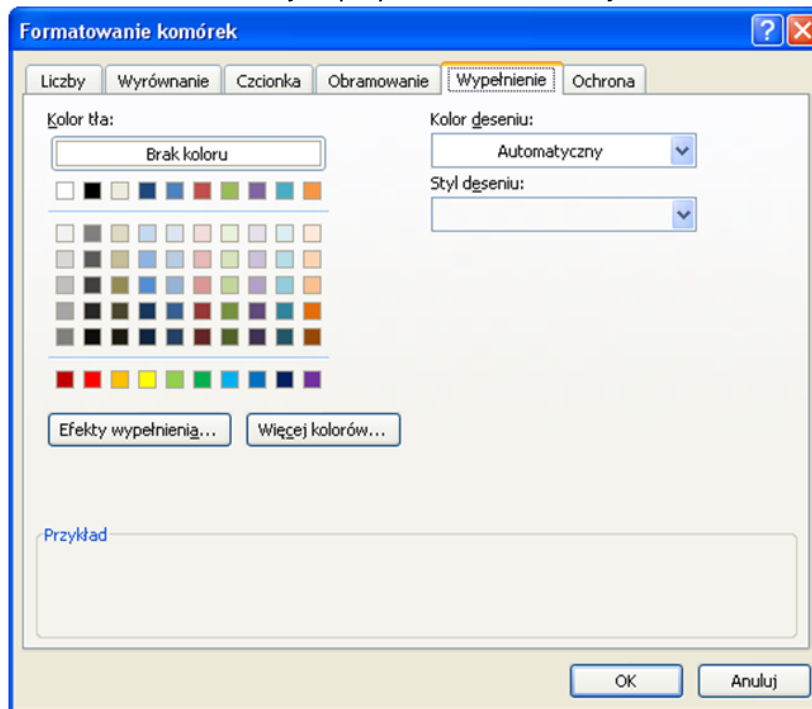 Formatowanie komórek
Liczby Wyrównanie Czcionka Obramowanie Wypełnienie Ochrona
Kolor tła:
Brak koloru
Kolor deseniu:
Automatyczny
Styl deseniu:
Efekty wypełnienia... Więcej kolorów...
Przykład
OK Anuluj